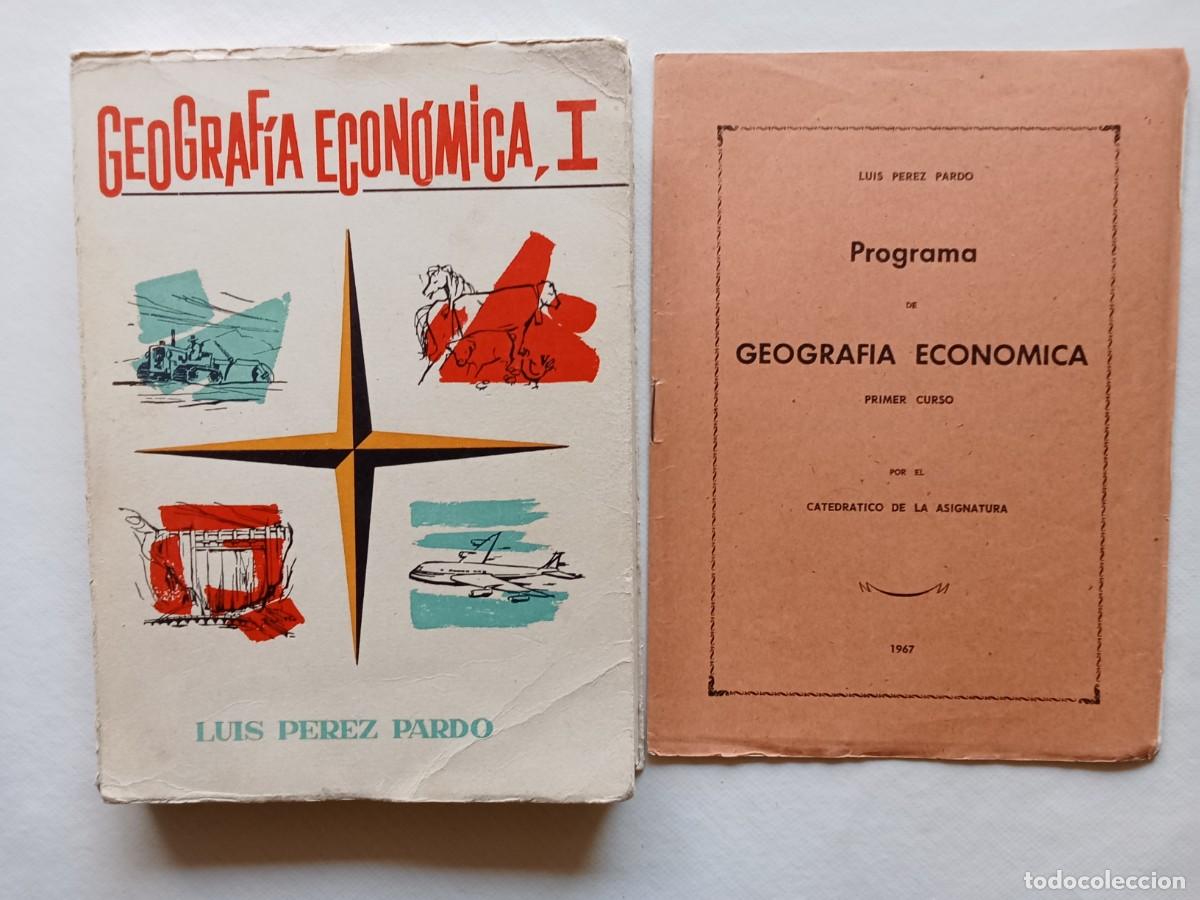 GEOGRAFÍA ECONÓMICA, I
LUIS PEREZ PARDO
LUIS PEREZ PARDO
Programa
DE
GEOGRAFIA ECONOMICA
PRIMER CURSO
POR EL
CATEDRATICO DE LA ASIGNATURA
1967
todocoleccion